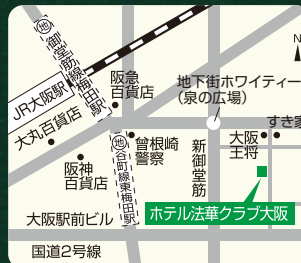 地
御堂筋線梅田駅
N
JR大阪駅
阪急
百貨店
地下街ホワイティー
(泉の広場)
大丸百貨店
地
谷町線東梅田駅
曾根崎
警察
新御堂筋
大阪
王将
すき家
阪神
百貨店
大阪駅前ビル
ホテル法華クラブ大阪
国道2号線